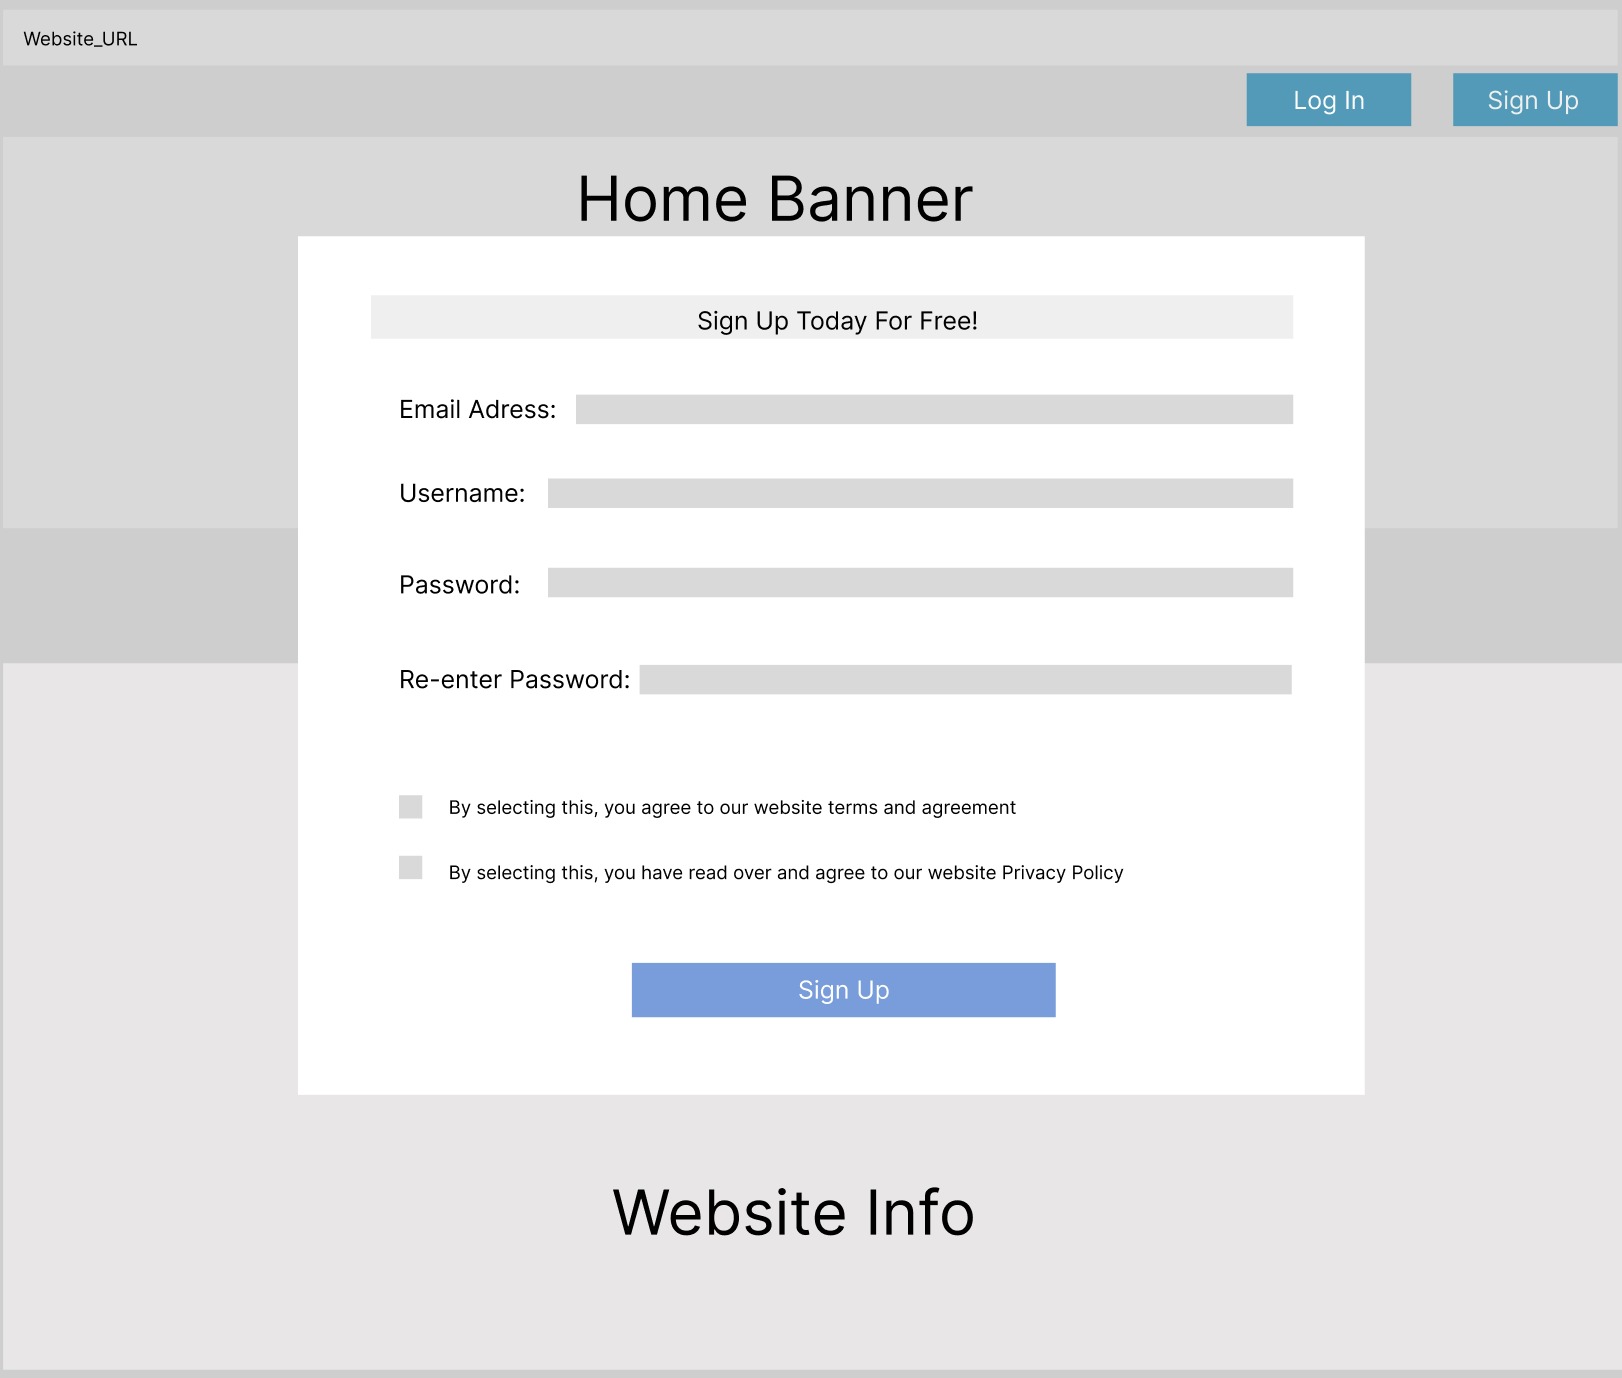 Website_URL
Log In
Sign Up
Home Banner
Sign Up Today For Free!
Email Adress:
Username:
Password:
Re-enter Password:
By selecting this, you agree to our website terms and agreement
By selecting this, you have read over and agree to our website Privacy Policy
Sign Up
Website Info